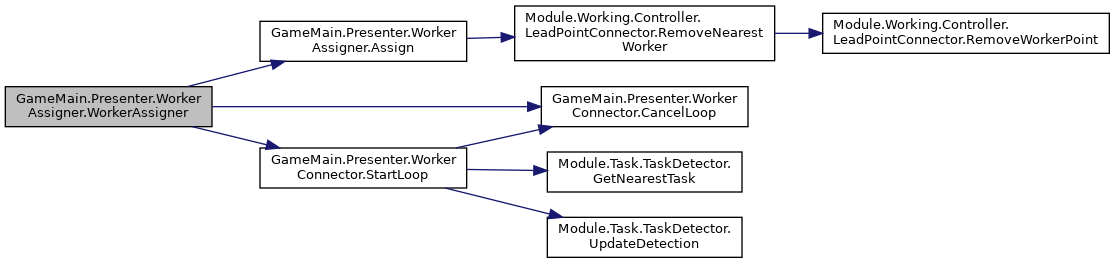 GameMain.Presenter.Worker
Assigner.WorkerAssigner
GameMain.Presenter.Worker
Assigner.Assign
Module.Working.Controller.
LeadPointConnector.RemoveNearest
Worker
Module.Working.Controller.
LeadPointConnector.RemoveWorkerPoint
GameMain.Presenter.Worker
Connector.CancelLoop
GameMain.Presenter.Worker
Connector.StartLoop
Module.Task.TaskDetector.
GetNearestTask
Module.Task.TaskDetector.
UpdateDetection